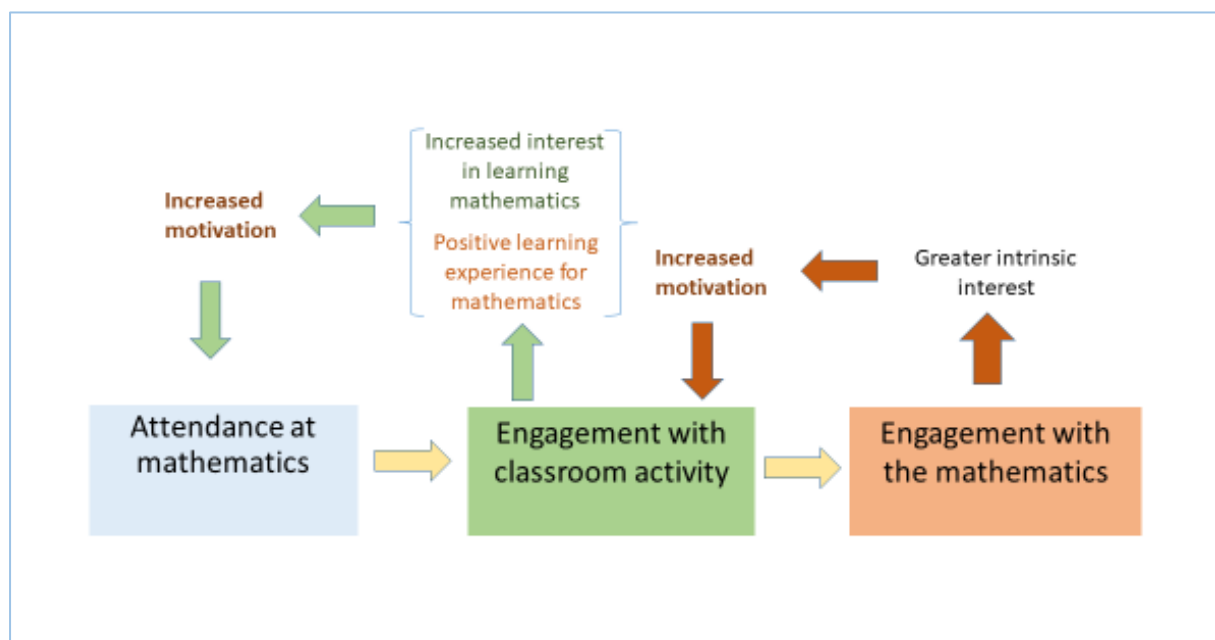 Increased interest
in learning
mathematics
Positive learning
experience for
mathematics
Increased
motivation
Increased
motivation
Greater intrinsic
interest
Attendance at
mathematics
Engagement with
classroom activity
Engagement with
the mathematics